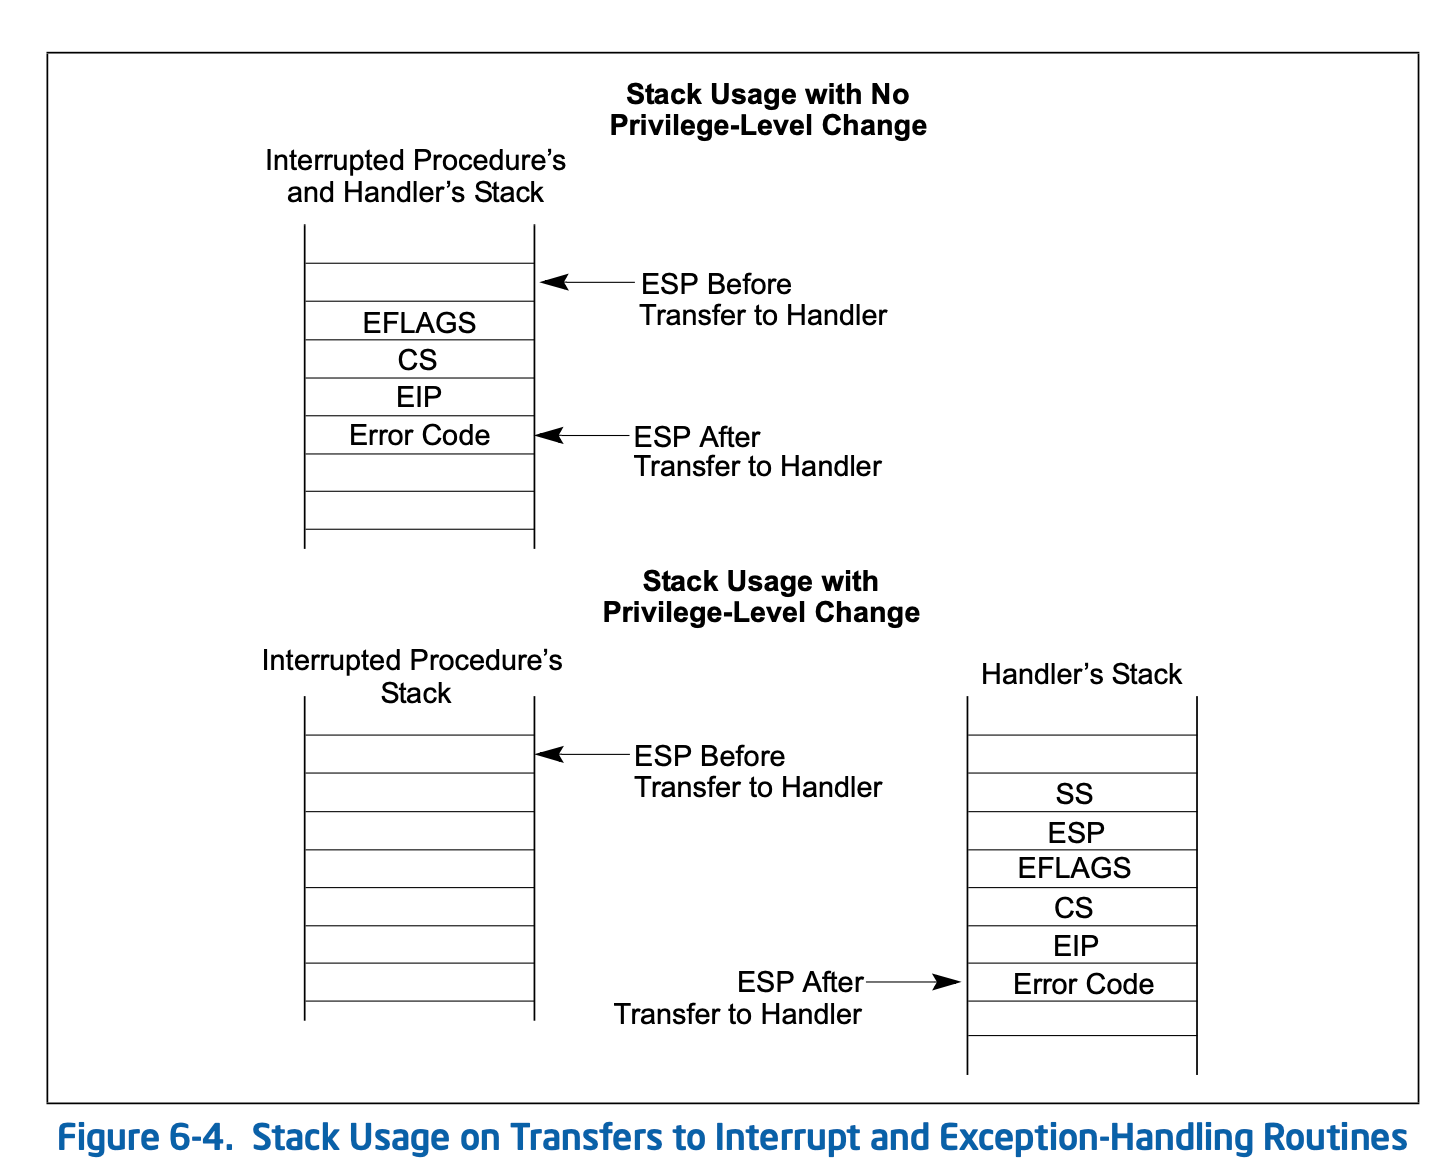 Stack Usage with No
Privilege-Level Change
Interrupted Procedure’s
and Handler’s Stack
ESP Before
Transfer to Handler
EFLAGS
CS
EIP
Error Code
ESP After
Transfer to Handler
Stack Usage with
Privilege-Level Change
Interrupted Procedure’s
Stack
Handler’s Stack
ESP Before
Transfer to Handler
SS
ESP
EFLAGS
CS
EIP
Error Code
ESP After
Transfer to Handler
Figure 6-4. Stack Usage on Transfers to Interrupt and Exception-Handling Routines